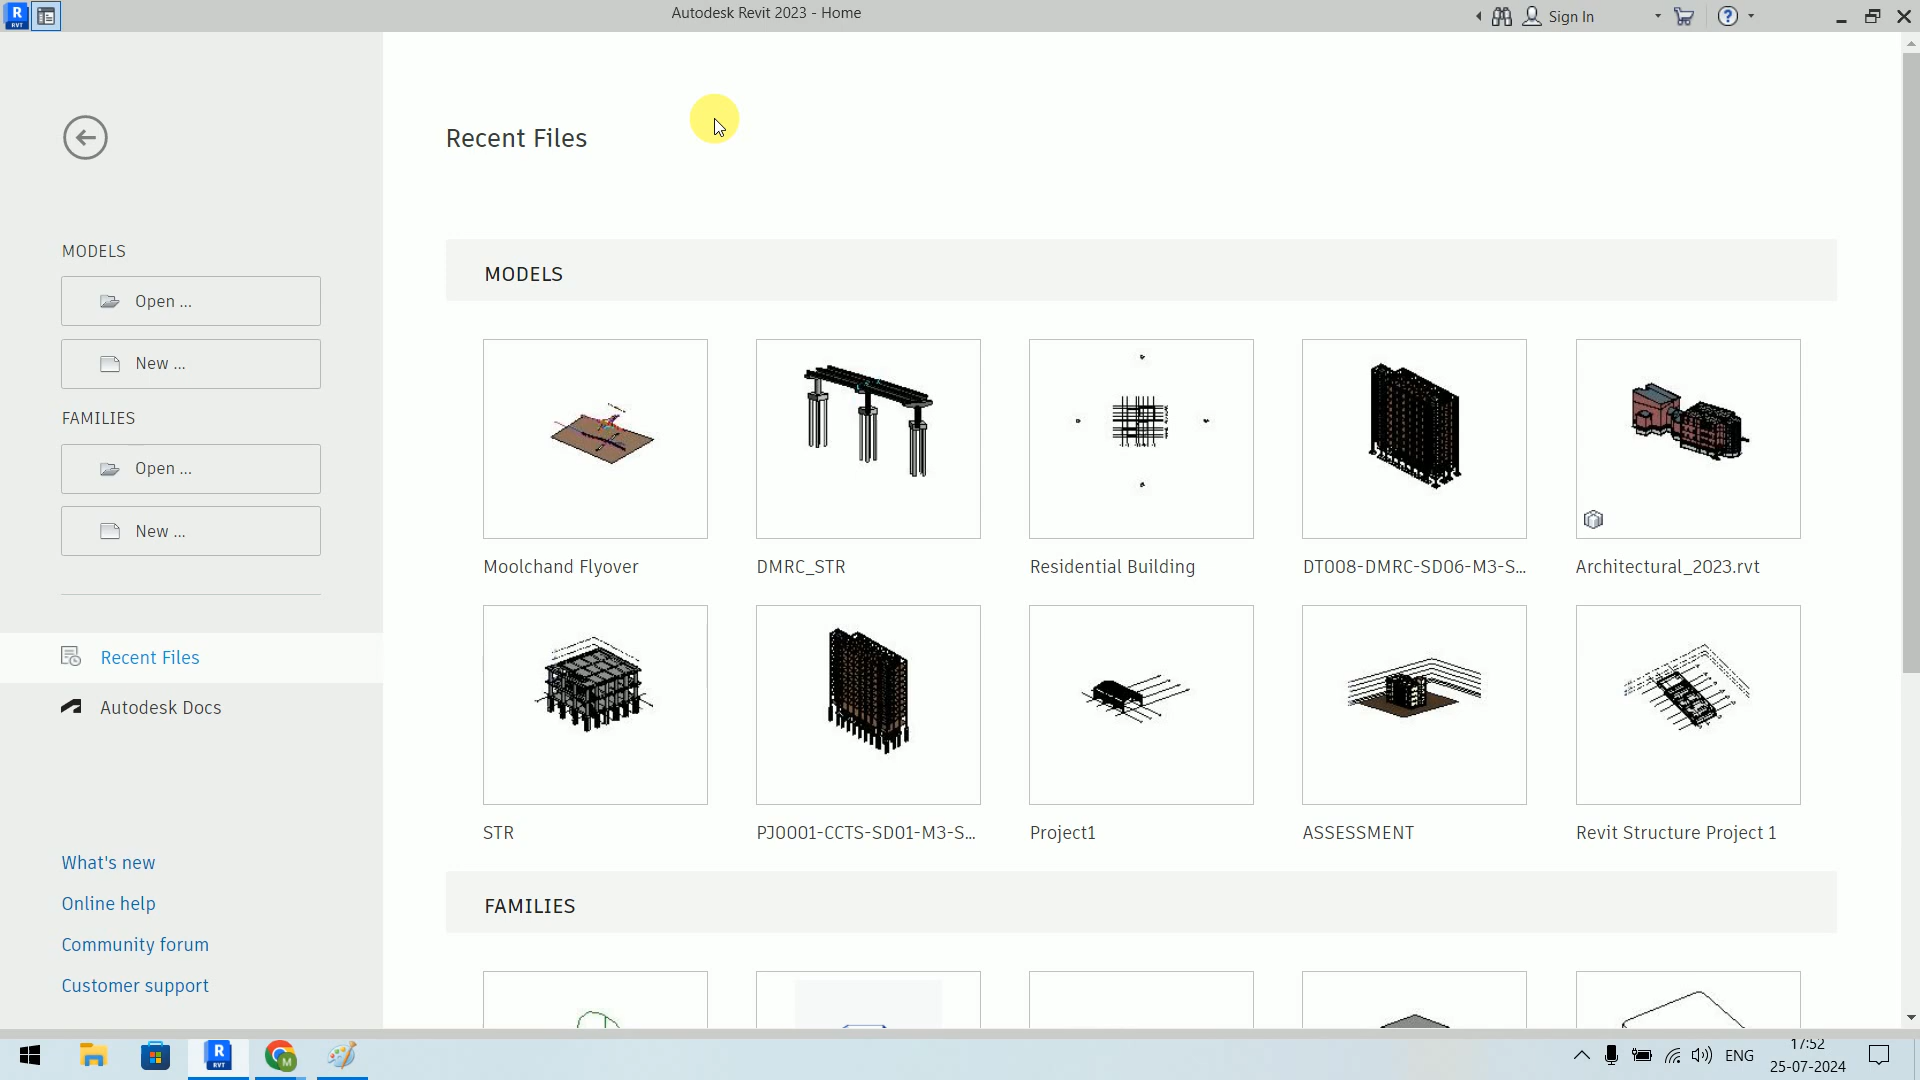 R
RVT
Autodesk Revit 2023 - Home
Sign In
?
Recent Files
MODELS
Open ...
New ...
FAMILIES
Open ...
New ...
Recent Files
Autodesk Docs
What's new
Online help
Community forum
Customer support
MODELS
Moolchand Flyover
DMRC_STR
Residential Building
DT008-DMRC-SD06-M3-S...
Architectural_2023.rvt
STR
PJ0001-CCTS-SD01-M3-S...
Project1
ASSESSMENT
Revit Structure Project 1
FAMILIES
R
RVT
M
ENG
17:52
25-07-2024